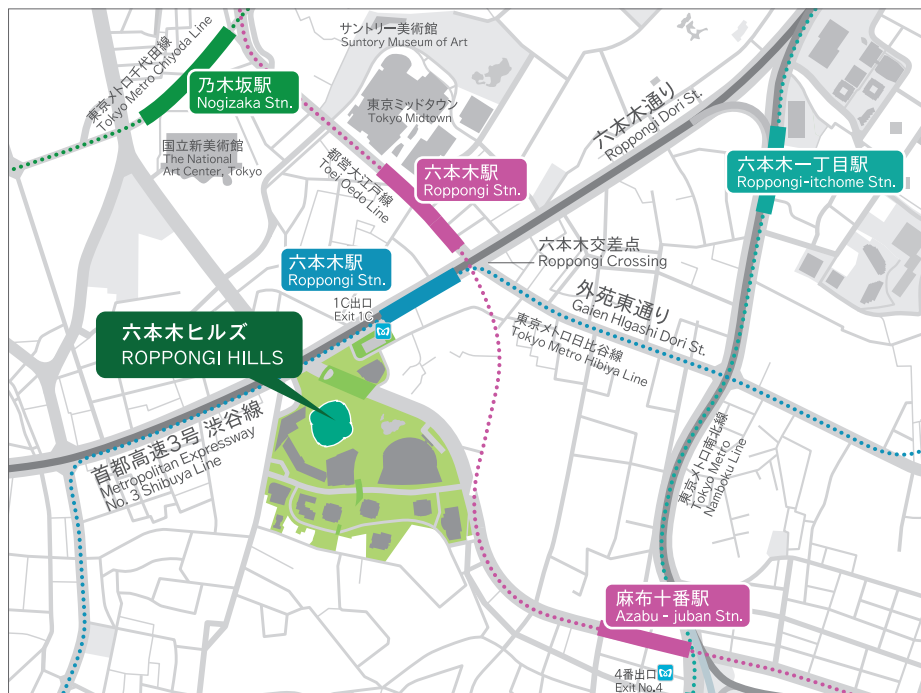 サントリー美術館
Suntory Museum of Art
東京メトロ千代田線
Tokyo Metro Chiyoda Line
乃木坂駅
Nogizaka Stn.
東京ミッドタウン
Tokyo Midtown
六本木通り
Roppongi Dori St.
国立新美術館
The National
Art Center, Tokyo
都営大江戸線
Toei Oedo Line
六本木駅
Roppongi Stn.
六本木一丁目駅
Roppongi-itchome Stn.
六本木交差点
Roppongi Crossing
六本木駅
Roppongi Stn.
1C出口
Exit 1C
外苑東通り
Gaien HIgashi Dori St.
東京メトロ日比谷線
Tokyo Metro Hibiya Line
六本木ヒルズ
ROPPONGI HILLS
首都高速3号 渋谷線
Metropolitan Expressway
No. 3 Shibuya Line
東京メトロ南北線
Tokyo Metro
Namboku Line
麻布十番駅
Azabu - juban Stn.
4番出口
Exit No.4